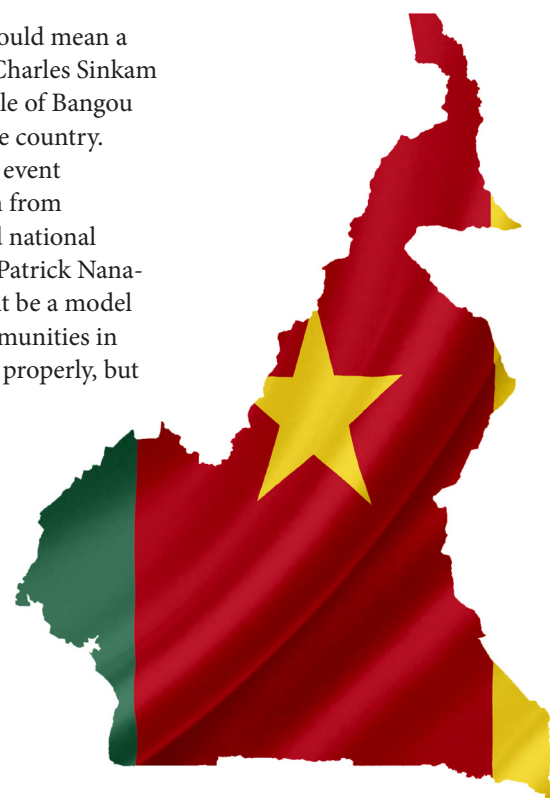 ould mean a
Charles Sinkam
le of Bangou
e country.
event
from
national
Patrick Nana-
t be a model
munities in
properly, but